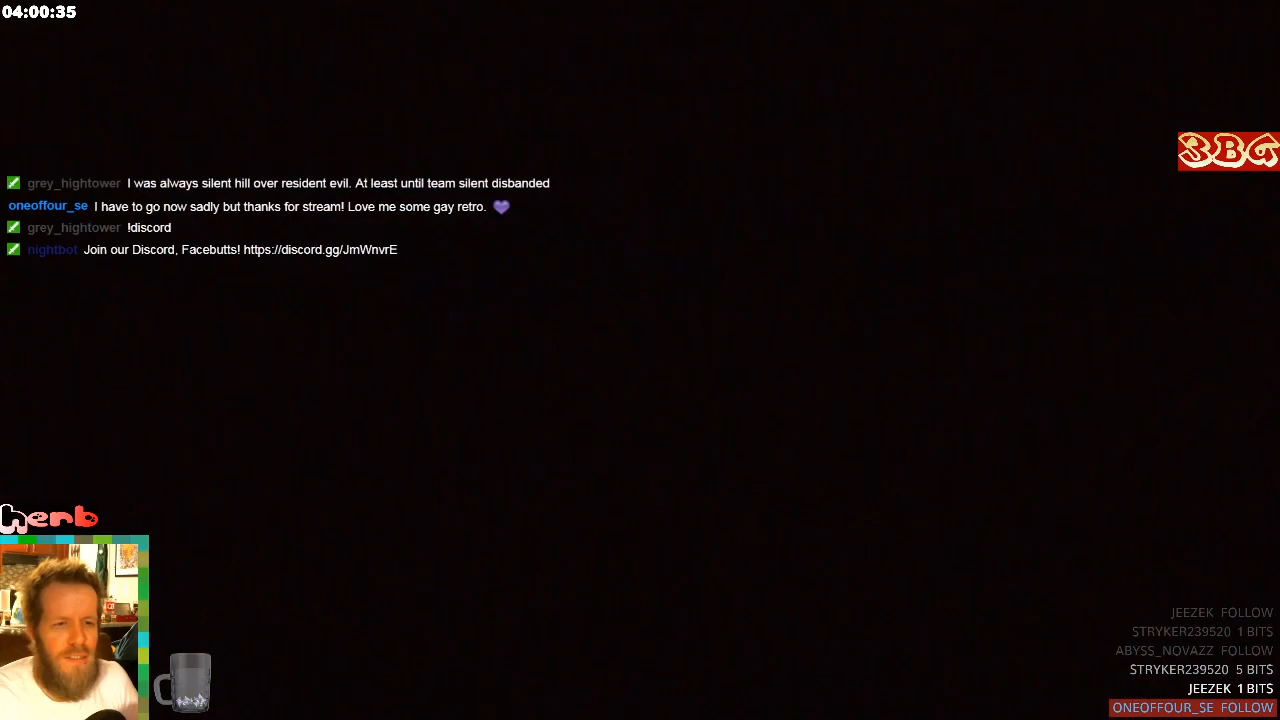 04:00:35
3BG
grey_hightower I was always silent hill over resident evil. At least until team silent disbanded
oneoffour_se I have to go now sadly but thanks for stream! Love me some gay retro.
grey_hightower !discord
nightbot Join our Discord, Facebutts! https://discord.gg/JmWnvrE
herb
JEEZEK FOLLOW
STRYKER239520 1 BITS
ABYSS_NOVAZZ FOLLOW
STRYKER239520 5 BITS
JEEZEK 1 BITS
ONEOFFOUR_SE FOLLOW